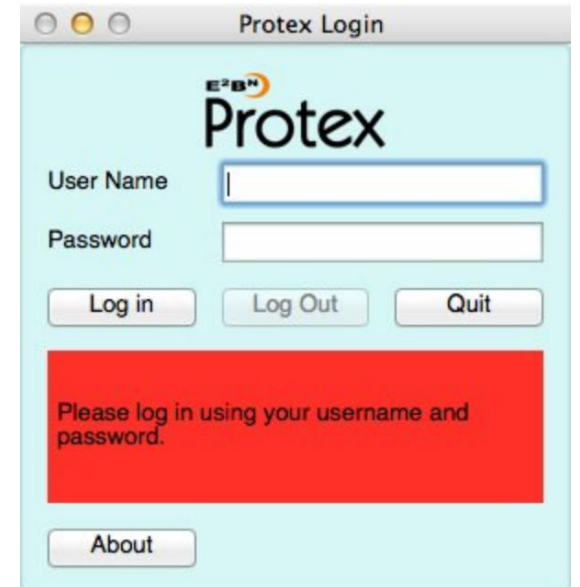 Protex Login
E²BN
Protex
User Name
Password
Log in Log Out Quit
Please log in using your username and
password.
About